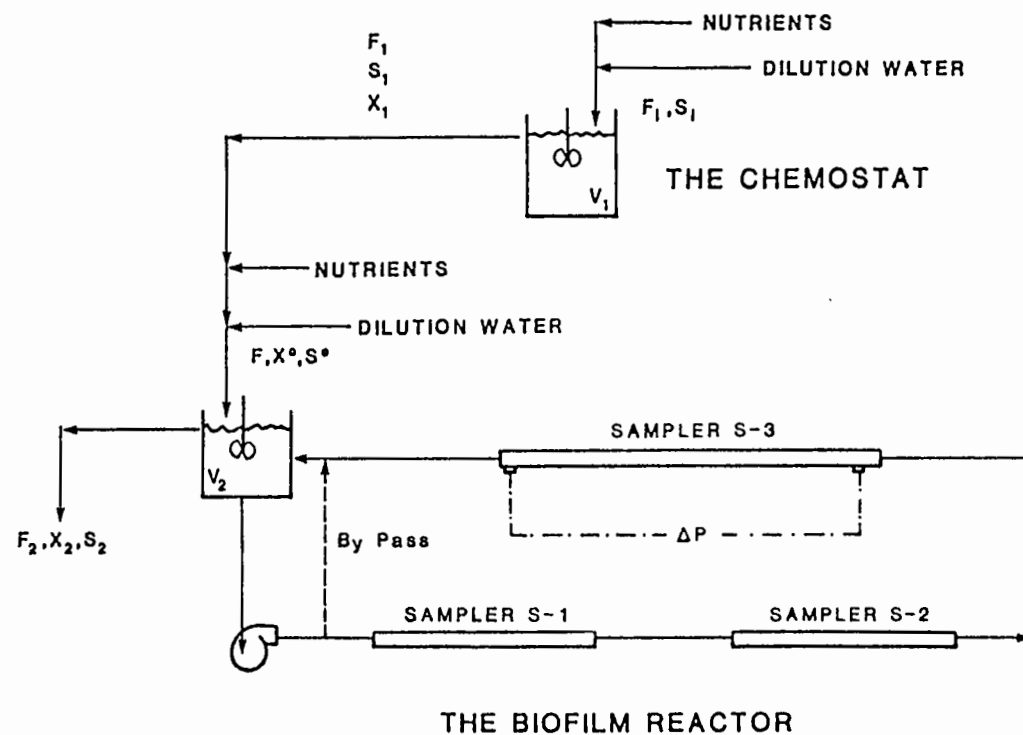 NUTRIENTS
DILUTION WATER
F₁
S₁
X₁
F₁,S₁
THE CHEMOSTAT
V₁
NUTRIENTS
DILUTION WATER
F,X°,S°
SAMPLER S-3
V₂
ΔP
F₂,X₂,S₂
By Pass
SAMPLER S-1 SAMPLER S-2
THE BIOFILM REACTOR